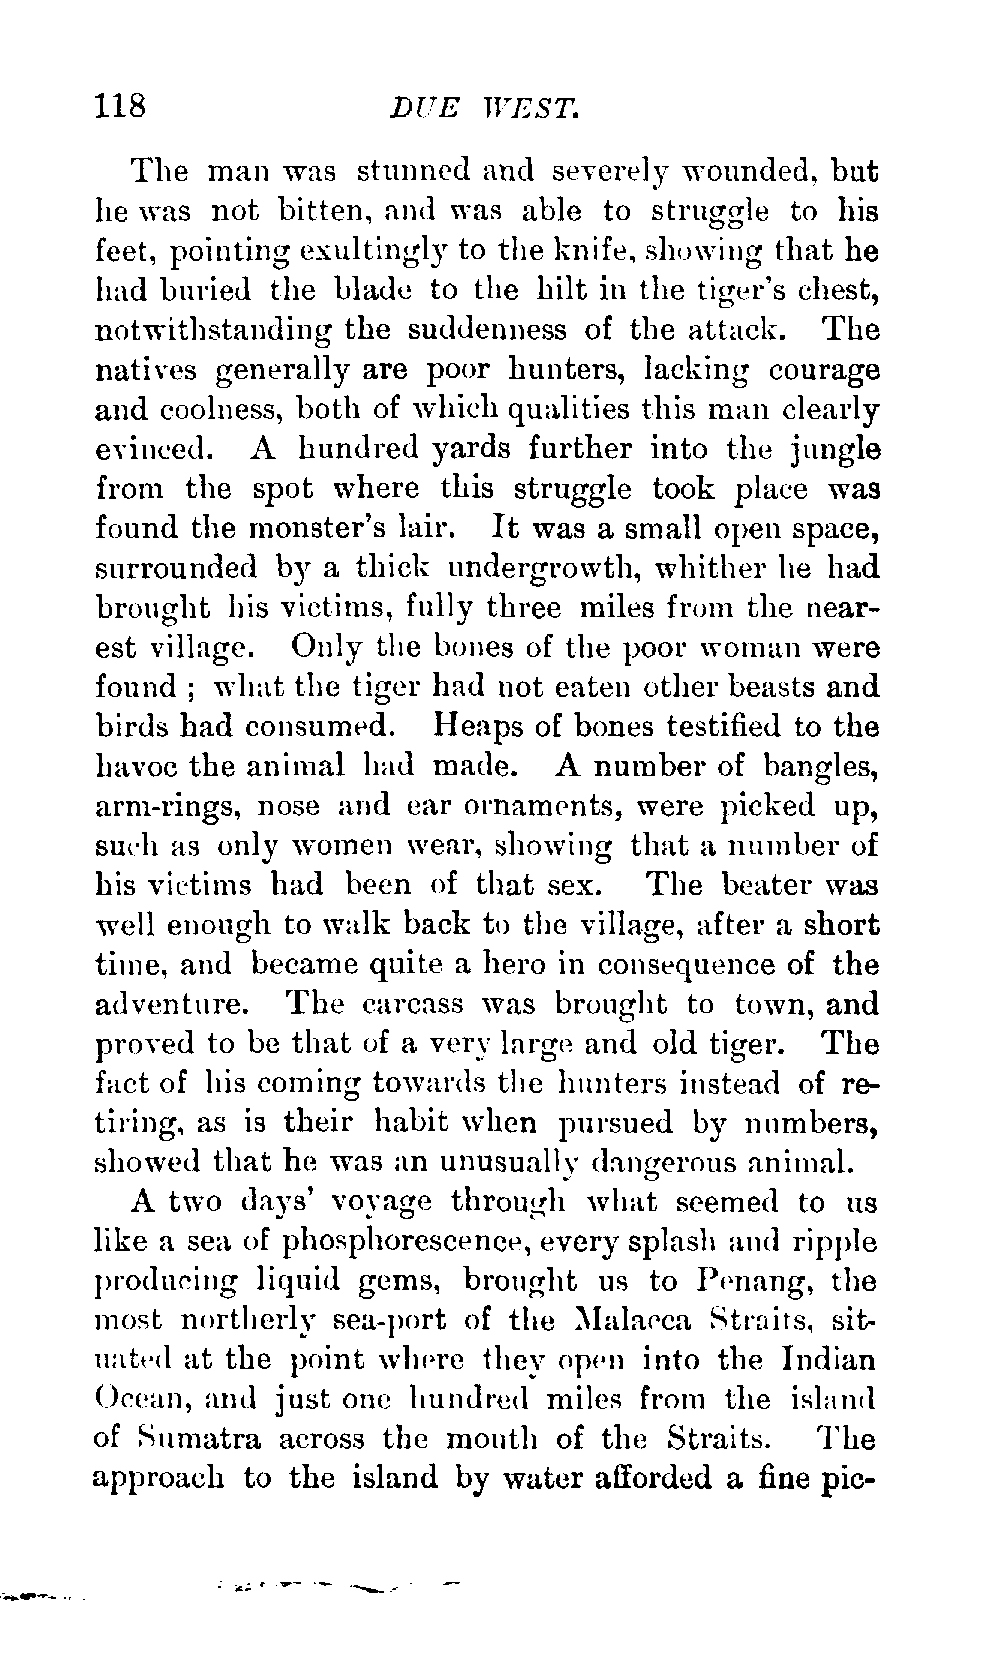 118 DUE WEST.
The man was stunned and severely wounded, but
he was not bitten, and was able to struggle to his
feet, pointing exultingly to the knife, showing that he
had buried the blade to the hilt in the tiger's chest,
notwithstanding the suddenness of the attack. The
natives generally are poor hunters, lacking courage
and coolness, both of which qualities this man clearly
evinced. A hundred yards further into the jungle
from the spot where this struggle took place was
found the monster's lair. It was a small open space,
surrounded by a thick undergrowth, whither he had
brought his victims, fully three miles from the near-
est village. Only the bones of the poor woman were
found ; what the tiger had not eaten other beasts and
birds had consumed. Heaps of bones testified to the
havoc the animal had made. A number of bangles,
arm-rings, nose and ear ornaments, were picked up,
such as only women wear, showing that a number of
his victims had been of that sex. The beater was
well enough to walk back to the village, after a short
time, and became quite a hero in consequence of the
adventure. The carcass was brought to town, and
proved to be that of a very large and old tiger. The
fact of his coming towards the hunters instead of re-
tiring, as is their habit when pursued by numbers,
showed that he was an unusually dangerous animal.
A two days' voyage through what seemed to us
like a sea of phosphorescence, every splash and ripple
producing liquid gems, brought us to Penang, the
most northerly sea-port of the Malacca Straits, sit-
uated at the point where they open into the Indian
Ocean, and just one hundred miles from the island
of Sumatra across the mouth of the Straits. The
approach to the island by water afforded a fine pic-